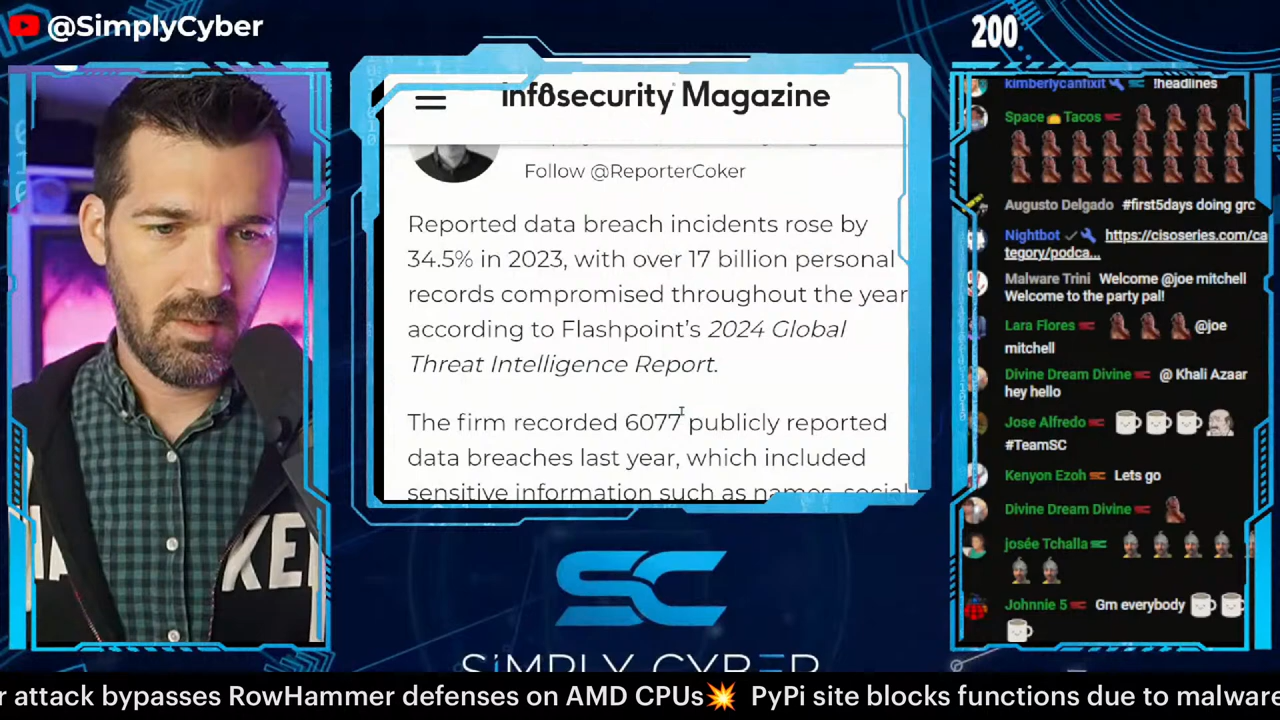 @SimplyCyber
200
infosecurity Magazine
Follow @ReporterCoker
Reported data breach incidents rose by
34.5% in 2023, with over 17 billion personal
records compromised throughout the year
according to Flashpoint's 2024 Global
Threat Intelligence Report.
The firm recorded 6077 publicly reported
data breaches last year, which included
sensitive information such as names, social
SC
SIMPLY CYBER
kimberlycanfixit !headlines
Space Tacos
Augusto Delgado #first5days doing grc
Nightbot https://cisoseries.com/ca
tegory/podca...
Malware Trini Welcome @joe mitchell
Welcome to the party pal!
Lara Flores @joe
mitchell
Divine Dream Divine @ Khali Azaar
hey hello
Jose Alfredo
#TeamSC
Kenyon Ezoh Lets go
Divine Dream Divine
josée Tchalla
Johnnie 5 Gm everybody
r attack bypasses RowHammer defenses on AMD CPUs💥 PyPi site blocks functions due to malware